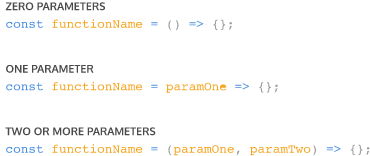 ZERO PARAMETERS
const functionName = () => {};
ONE PARAMETER
const functionName = paramOne => {};
TWO OR MORE PARAMETERS
const functionName = (paramOne, paramTwo) => {};